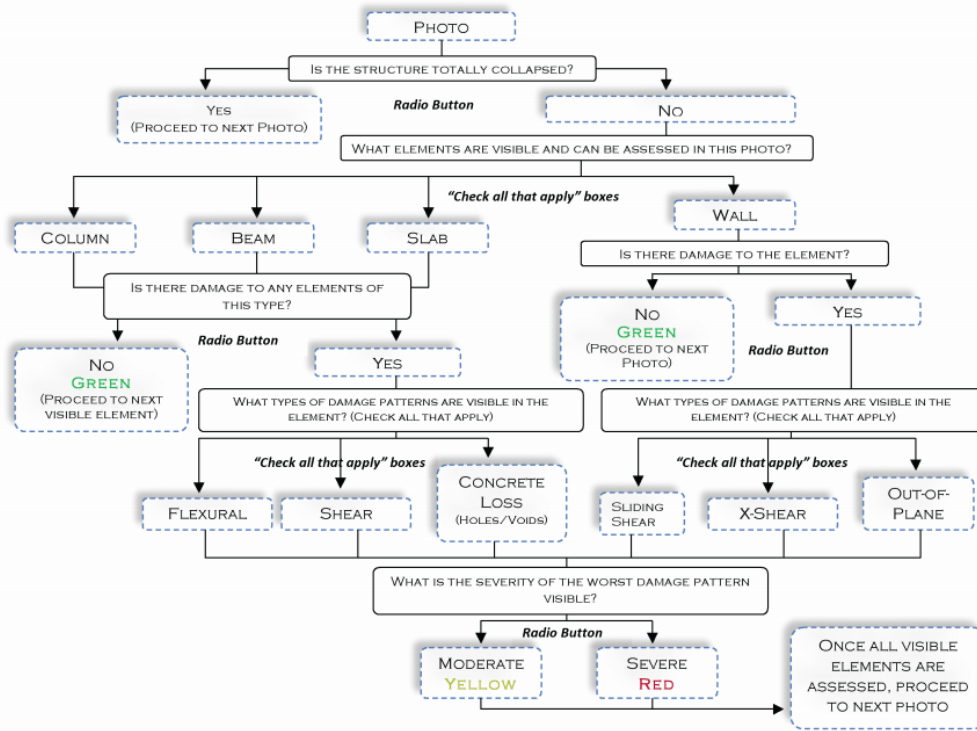 PHOTO
IS THE STRUCTURE TOTALLY COLLAPSED?
YES
(PROCEED TO NEXT PHOTO)
Radio Button
NO
WHAT ELEMENTS ARE VISIBLE AND CAN BE ASSESSED IN THIS PHOTO?
“Check all that apply” boxes
COLUMN
BEAM
SLAB
WALL
IS THERE DAMAGE TO ANY ELEMENTS OF
THIS TYPE?
IS THERE DAMAGE TO THE ELEMENT?
Radio Button
NO
GREEN
(PROCEED TO NEXT
VISIBLE ELEMENT)
YES
NO
GREEN
(PROCEED TO NEXT
PHOTO)
Radio Button
YES
WHAT TYPES OF DAMAGE PATTERNS ARE VISIBLE IN THE
ELEMENT? (CHECK ALL THAT APPLY)
WHAT TYPES OF DAMAGE PATTERNS ARE VISIBLE IN THE
ELEMENT? (CHECK ALL THAT APPLY)
“Check all that apply” boxes
“Check all that apply” boxes
FLEXURAL
SHEAR
CONCRETE
LOSS
(HOLES/VOIDS)
SLIDING
SHEAR
X-SHEAR
OUT-OF-
PLANE
WHAT IS THE SEVERITY OF THE WORST DAMAGE PATTERN
VISIBLE?
Radio Button
MODERATE
YELLOW
SEVERE
RED
ONCE ALL VISIBLE
ELEMENTS ARE
ASSESSED, PROCEED
TO NEXT PHOTO